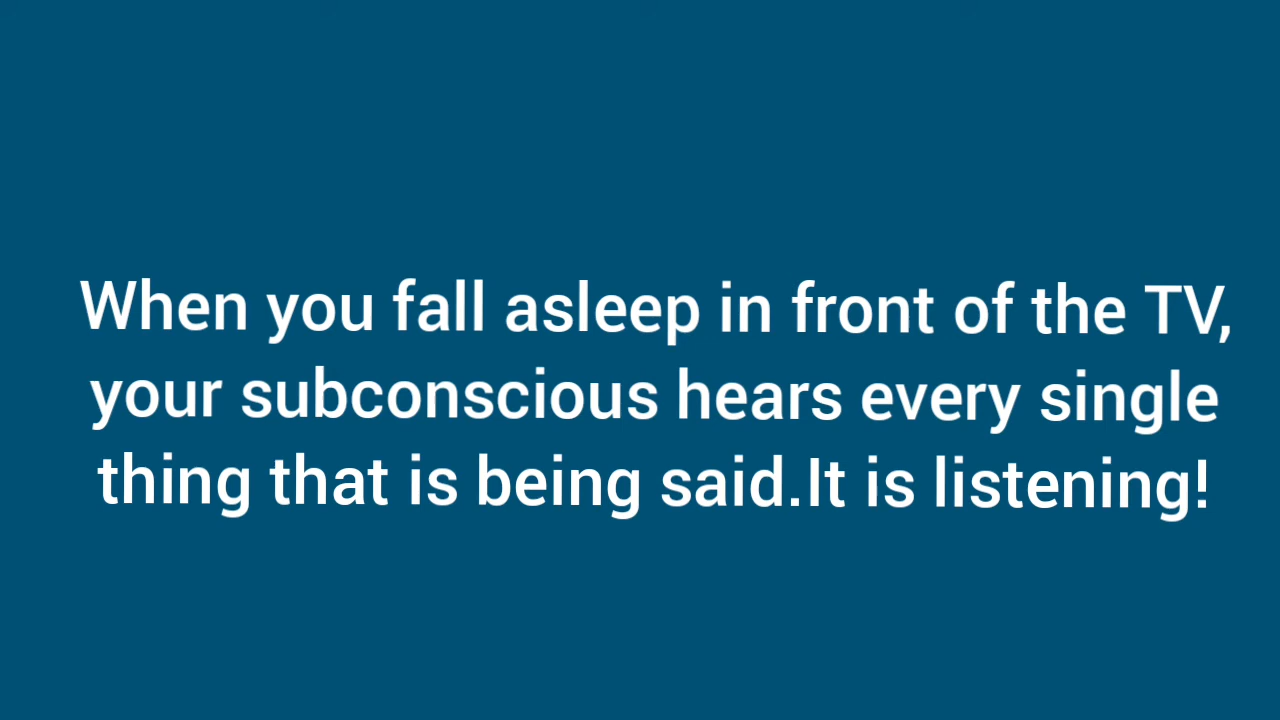 When you fall asleep in front of the TV,
your subconscious hears every single
thing that is being said.It is listening!